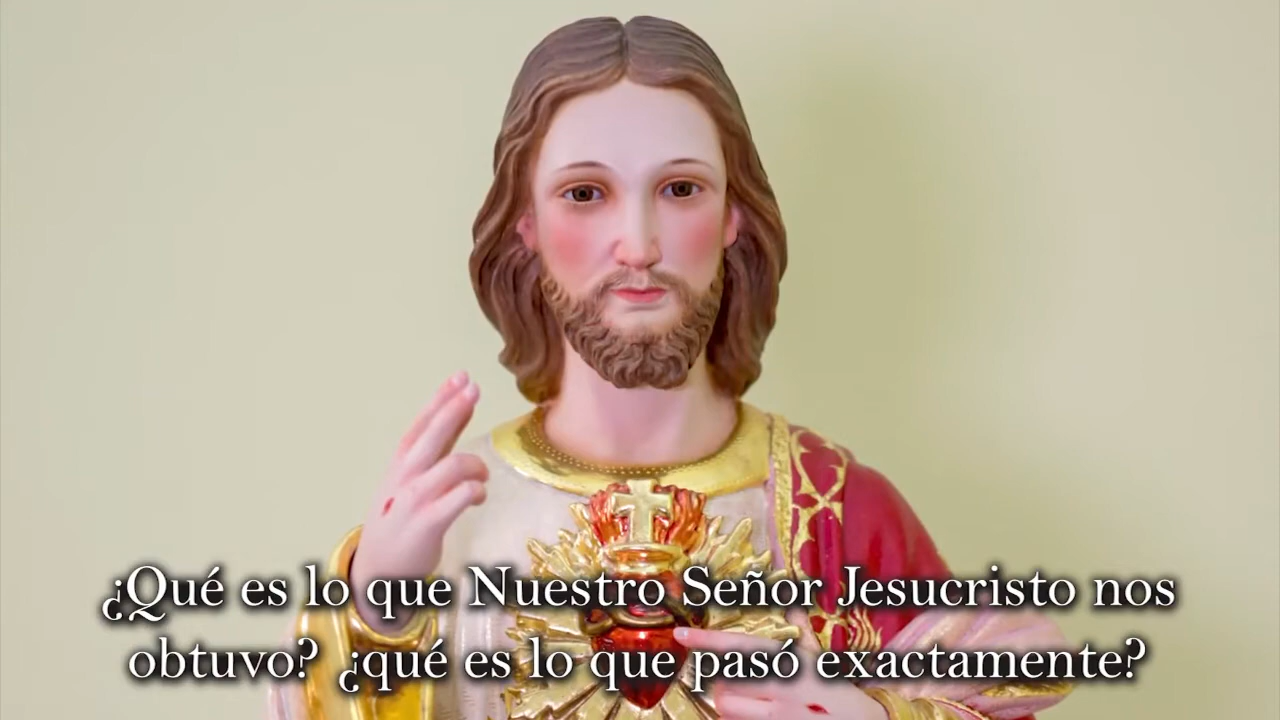 ¿Qué es lo que Nuestro Señor Jesucristo nos
obtuvo? ¿qué es lo que pasó exactamente?